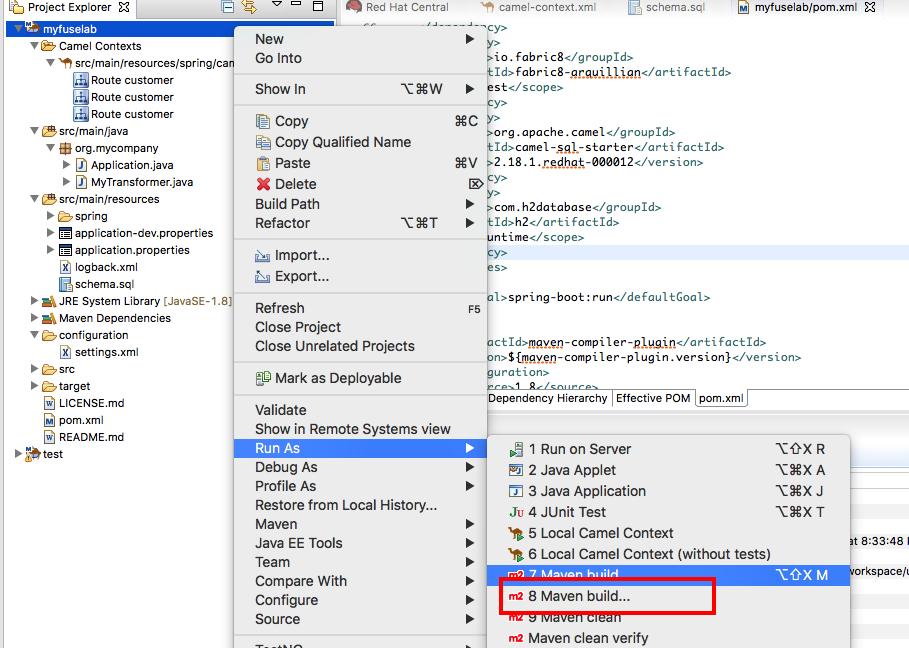 Project Explorer
Red Hat Central
camel-context.xml
schema.sql
myfuselab/pom.xml
myfuselab
Camel Contexts
src/main/resources/spring/cam
Route customer
Route customer
Route customer
src/main/java
org.mycompany
Application.java
MyTransformer.java
src/main/resources
spring
application-dev.properties
application.properties
logback.xml
schema.sql
JRE System Library [JavaSE-1.8]
Maven Dependencies
configuration
settings.xml
src
target
LICENSE.md
pom.xml
README.md
test
New
Go Into
Show In ⌥⌘W
Copy ⌘C
Copy Qualified Name
Paste ⌘V
Delete ⌦
Build Path
Refactor ⌥⌘T
Import...
Export...
Refresh F5
Close Project
Close Unrelated Projects
Mark as Deployable
Validate
Show in Remote Systems view
Run As
Debug As
Profile As
Restore from Local History...
Maven
Java EE Tools
Team
Compare With
Configure
Source
cy>
y>
>io.fabric8</groupId>
tId>fabric8-arquillian</artifactId>
est</scope>
cy>
y>
>org.apache.camel</groupId>
tId>camel-sql-starter</artifactId>
>2.18.1.redhat-000012</version>
cy>
y>
>com.h2database</groupId>
tId>h2</artifactId>
untime</scope>
cy>
es>
al>spring-boot:run</defaultGoal>
actId>maven-compiler-plugin</artifactId>
on>${maven-compiler-plugin.version}</version>
guration>
rce>1.8</source>
Dependency Hierarchy
Effective POM
pom.xml
1 Run on Server ⌥⇧X R
2 Java Applet ⌥⌘X A
3 Java Application ⌥⌘X J
4 JUnit Test ⌥⌘X T
5 Local Camel Context
6 Local Camel Context (without tests)
7 Maven build ⌥⇧X M
8 Maven build...
9 Maven clean
Maven clean verify
at 8:33:48
workspace/u